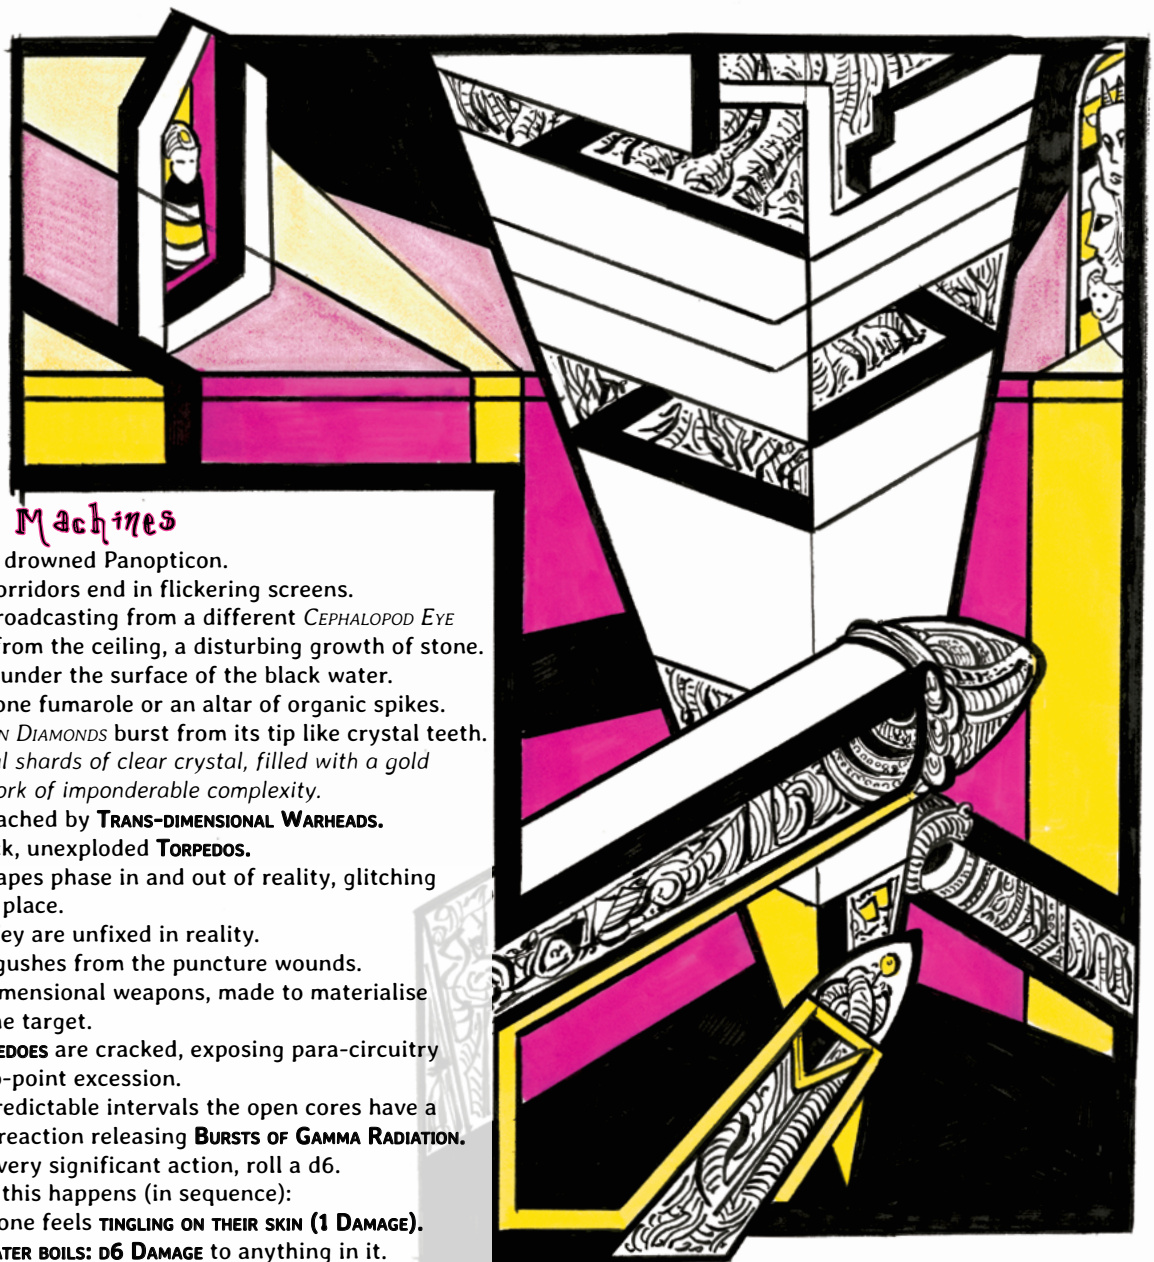 Machines
drowned Panopticon.
orridors end in flickering screens.
roadcasting from a different CEPHALOPOD EYE
from the ceiling, a disturbing growth of stone.
under the surface of the black water.
one fumarole or an altar of organic spikes.
N DIAMONDS burst from its tip like crystal teeth.
l shards of clear crystal, filled with a gold
ork of imponderable complexity.
ached by TRANS-DIMENSIONAL WARHEADS.
ck, unexploded TORPEDOS.
apes phase in and out of reality, glitching
place.
ey are unfixed in reality.
gushes from the puncture wounds.
mensional weapons, made to materialise
e target.
EDOES are cracked, exposing para-circuitry
o-point excession.
redictable intervals the open cores have a
reaction releasing BURSTS OF GAMMA RADIATION.
very significant action, roll a d6.
this happens (in sequence):
one feels TINGLING ON THEIR SKIN (1 DAMAGE).
ATER BOILS: D6 DAMAGE to anything in it.